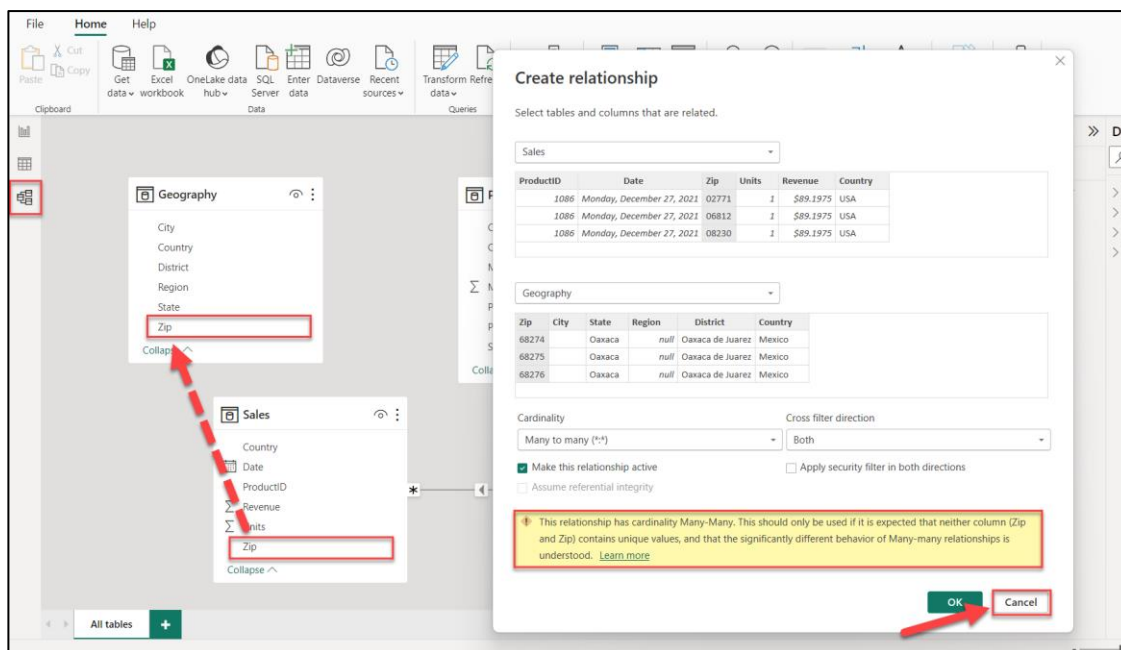 File Home Help
Paste
Cut
Copy
Get data
Excel workbook
OneLake data hub
SQL Server
Enter data
Dataverse
Recent sources
Transform data
Refre
Clipboard
Data
Queries
Geography
City
Country
District
Region
State
Zip
Collapse
P
C
C
M
Σ M
P
P
S
Colla
Sales
Country
Date
ProductID
Σ Revenue
Σ Units
Zip
Collapse
*
All tables +
D
Create relationship
Select tables and columns that are related.
Sales
ProductID Date Zip Units Revenue Country
1086 Monday, December 27, 2021 02771 1 $89.1975 USA
1086 Monday, December 27, 2021 06812 1 $89.1975 USA
1086 Monday, December 27, 2021 08230 1 $89.1975 USA
Geography
Zip City State Region District Country
68274 Oaxaca null Oaxaca de Juarez Mexico
68275 Oaxaca null Oaxaca de Juarez Mexico
68276 Oaxaca null Oaxaca de Juarez Mexico
Cardinality Cross filter direction
Many to many (*:*) Both
Make this relationship active Apply security filter in both directions
Assume referential integrity
This relationship has cardinality Many-Many. This should only be used if it is expected that neither column (Zip
and Zip) contains unique values, and that the significantly different behavior of Many-many relationships is
understood. Learn more
OK Cancel